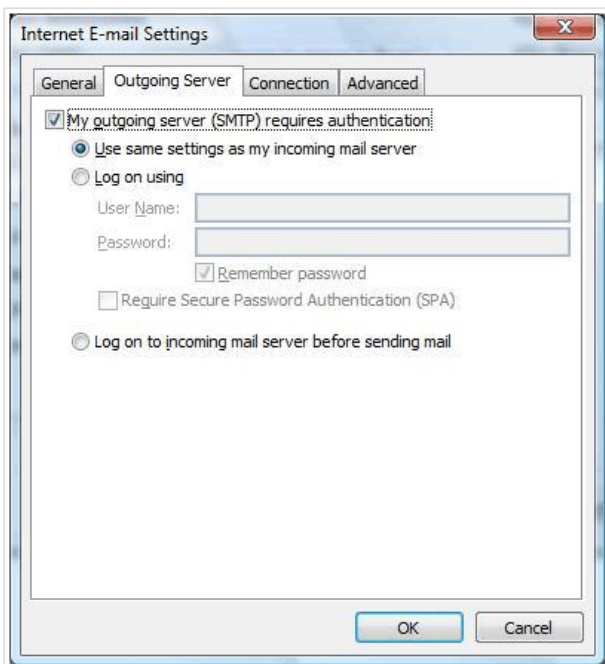 Internet E-mail Settings
General Outgoing Server Connection Advanced
My outgoing server (SMTP) requires authentication
Use same settings as my incoming mail server
Log on using
User Name:
Password:
Remember password
Require Secure Password Authentication (SPA)
Log on to incoming mail server before sending mail
OK Cancel